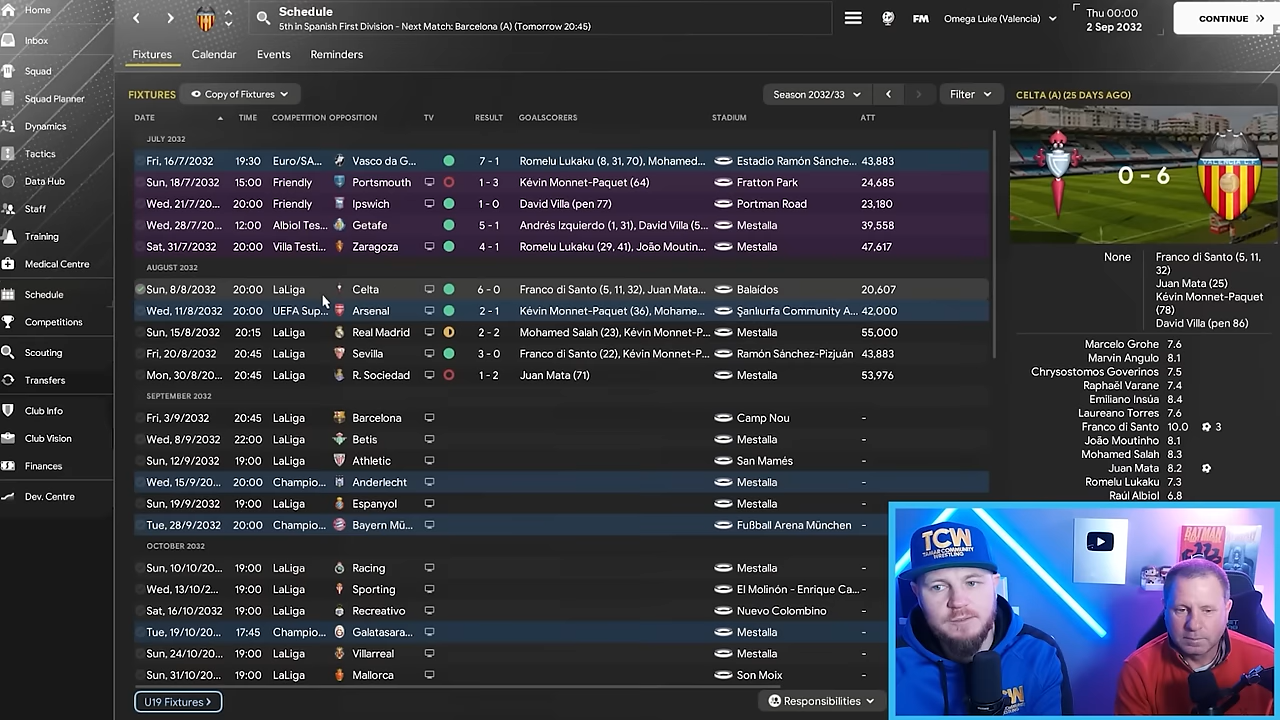 Home
Inbox
Squad
Squad Planner
Dynamics
Tactics
Data Hub
Staff
Training
Medical Centre
Schedule
Competitions
Scouting
Transfers
Club Info
Club Vision
Finances
Dev. Centre
Schedule
5th in Spanish First Division - Next Match: Barcelona (A) (Tomorrow 20:45)
FM
Omega Luke (Valencia)
Thu 00:00
2 Sep 2032
CONTINUE
Fixtures Calendar Events Reminders
FIXTURES Copy of Fixtures Season 2032/33 Filter
DATE TIME COMPETITION OPPOSITION TV RESULT GOALSCORERS STADIUM ATT
JULY 2032
Fri, 16/7/2032 19:30 Euro/SA... Vasco da G... 7 - 1 Romelu Lukaku (8, 31, 70), Mohamed... Estadio Ramón Sánche... 43,883
Sun, 18/7/2032 15:00 Friendly Portsmouth 1 - 3 Kévin Monnet-Paquet (64) Fratton Park 24,685
Wed, 21/7/20... 20:00 Friendly Ipswich 1 - 0 David Villa (pen 77) Portman Road 23,180
Wed, 28/7/20... 12:00 Albiol Tes... Getafe 5 - 1 Andrés Izquierdo (1, 31), David Villa (5... Mestalla 39,558
Sat, 31/7/2032 20:00 Villa Testi... Zaragoza 4 - 1 Romelu Lukaku (29, 41), João Moutin... Mestalla 47,617
AUGUST 2032
Sun, 8/8/2032 20:00 LaLiga Celta 6 - 0 Franco di Santo (5, 11, 32), Juan Mata... Balaídos 20,607
Wed, 11/8/2032 20:00 UEFA Sup... Arsenal 2 - 1 Kévin Monnet-Paquet (36), Mohame... Şanlıurfa Community A... 42,000
Sun, 15/8/2032 20:15 LaLiga Real Madrid 2 - 2 Mohamed Salah (23), Kévin Monnet-P... Mestalla 55,000
Fri, 20/8/2032 20:45 LaLiga Sevilla 3 - 0 Franco di Santo (22), Kévin Monnet-P... Ramón Sánchez-Pizjuán 43,883
Mon, 30/8/20... 20:45 LaLiga R. Sociedad 1 - 2 Juan Mata (71) Mestalla 53,976
SEPTEMBER 2032
Fri, 3/9/2032 20:45 LaLiga Barcelona Camp Nou -
Wed, 8/9/2032 22:00 LaLiga Betis Mestalla -
Sun, 12/9/2032 19:00 LaLiga Athletic San Mamés -
Wed, 15/9/20... 20:00 Champio... Anderlecht Mestalla -
Sun, 19/9/2032 19:00 LaLiga Espanyol Mestalla -
Tue, 28/9/2032 20:00 Champio... Bayern Mü... Fußball Arena München -
OCTOBER 2032
Sun, 10/10/20... 19:00 LaLiga Racing Mestalla -
Wed, 13/10/2... 19:00 LaLiga Sporting El Molinón - Enrique Ca... -
Sat, 16/10/2032 19:00 LaLiga Recreativo Nuevo Colombino -
Tue, 19/10/20... 17:45 Champio... Galatasara... Mestalla -
Sun, 24/10/20... 19:00 LaLiga Villarreal Mestalla -
Sun, 31/10/20... 19:00 LaLiga Mallorca Son Moix -
U19 Fixtures
Responsibilities
CELTA (A) (25 DAYS AGO)
0 - 6
None
Franco di Santo (5, 11,
32)
Juan Mata (25)
Kévin Monnet-Paquet
(78)
David Villa (pen 86)
Marcelo Grohe 7.6
Marvin Angulo 8.1
Chrysostomos Goverinos 7.5
Raphaël Varane 7.4
Emiliano Insúa 8.4
Laureano Torres 7.6
Franco di Santo 10.0 3
João Moutinho 8.1
Mohamed Salah 8.3
Juan Mata 8.2
Romelu Lukaku 7.3
Raúl Albiol 6.8
TCW
TAMAR COMMUNITY
WRESTLING
BATMAN
TCW